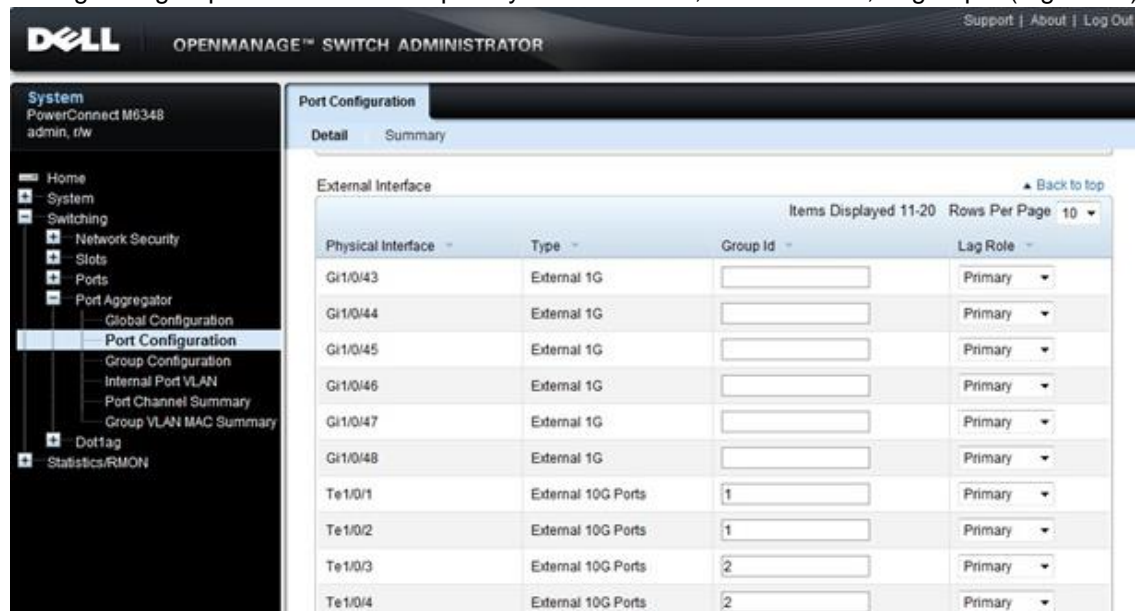 Support | About | Log Out
DELL OPENMANAGE™ SWITCH ADMINISTRATOR
System
PowerConnect M6348
admin, r/w
Home
System
Switching
Network Security
Slots
Ports
Port Aggregator
Global Configuration
Port Configuration
Group Configuration
Internal Port VLAN
Port Channel Summary
Group VLAN MAC Summary
Dot1ag
Statistics/RMON
Port Configuration
Detail Summary
External Interface Back to top
Items Displayed 11-20 Rows Per Page 10
Physical Interface Type Group Id Lag Role
Gi1/0/43 External 1G Primary
Gi1/0/44 External 1G Primary
Gi1/0/45 External 1G Primary
Gi1/0/46 External 1G Primary
Gi1/0/47 External 1G Primary
Gi1/0/48 External 1G Primary
Te1/0/1 External 10G Ports 1 Primary
Te1/0/2 External 10G Ports 1 Primary
Te1/0/3 External 10G Ports 2 Primary
Te1/0/4 External 10G Ports 2 Primary